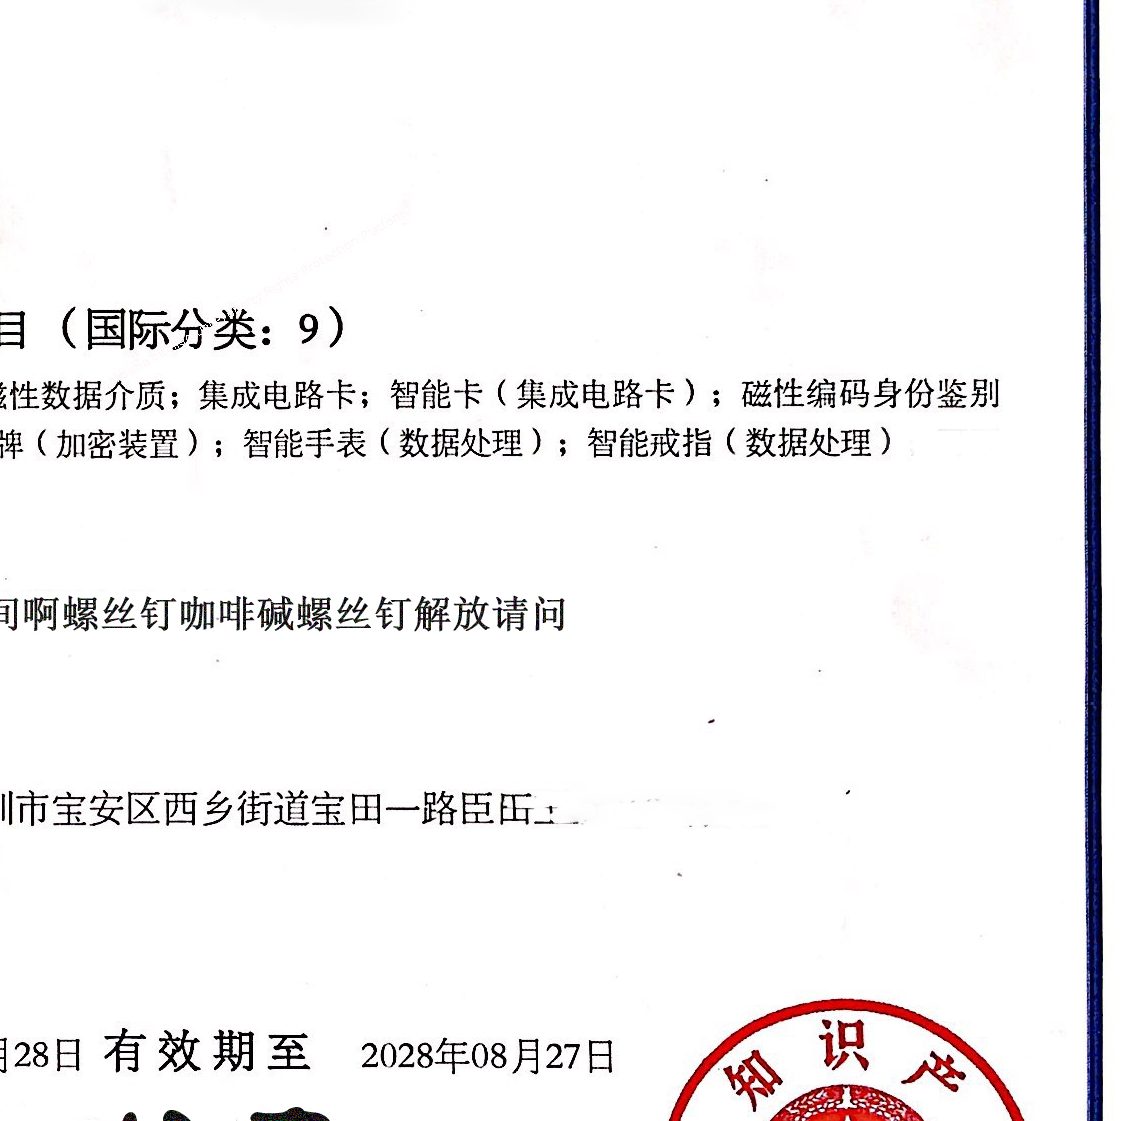 目（国际分类：9）
性数据介质；集成电路卡；智能卡（集成电路卡）；磁性编码身份鉴别
牌（加密装置）；智能手表（数据处理）；智能戒指（数据处理）
间啊螺丝钉咖啡碱螺丝钉解放请问
圳市宝安区西乡街道宝田一路臣田
月28日 有效期至 2028年08月27日
知识产